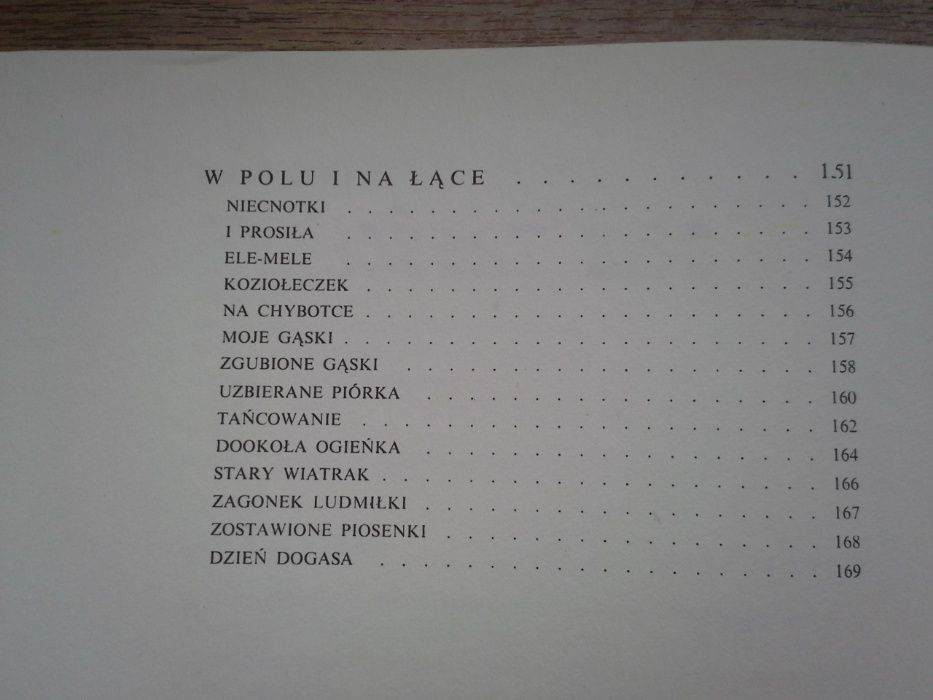 W POLU I NA ŁĄCE . . . . . . . . . . . 151
NIECNOTKI . . . . . . . . . . . . . . . . . 152
I PROSIŁA . . . . . . . . . . . . . . . . . 153
ELE-MELE . . . . . . . . . . . . . . . . . 154
KOZIOŁECZEK . . . . . . . . . . . . . . . . . 155
NA CHYBOTCE . . . . . . . . . . . . . . . . . 156
MOJE GĄSKI . . . . . . . . . . . . . . . . . . 157
ZGUBIONE GĄSKI . . . . . . . . . . . . . . . 158
UZBIERANE PIÓRKA . . . . . . . . . . . . . . . 160
TAŃCOWANIE . . . . . . . . . . . . . . . . . 162
DOOKOŁA OGIEŃKA . . . . . . . . . . . . . . . 164
STARY WIATRAK . . . . . . . . . . . . . . . . . 166
ZAGONEK LUDMIŁKI . . . . . . . . . . . . . . . 167
ZOSTAWIONE PIOSENKI . . . . . . . . . . . . . . 168
DZIEŃ DOGASA . . . . . . . . . . . . . . . . . 169